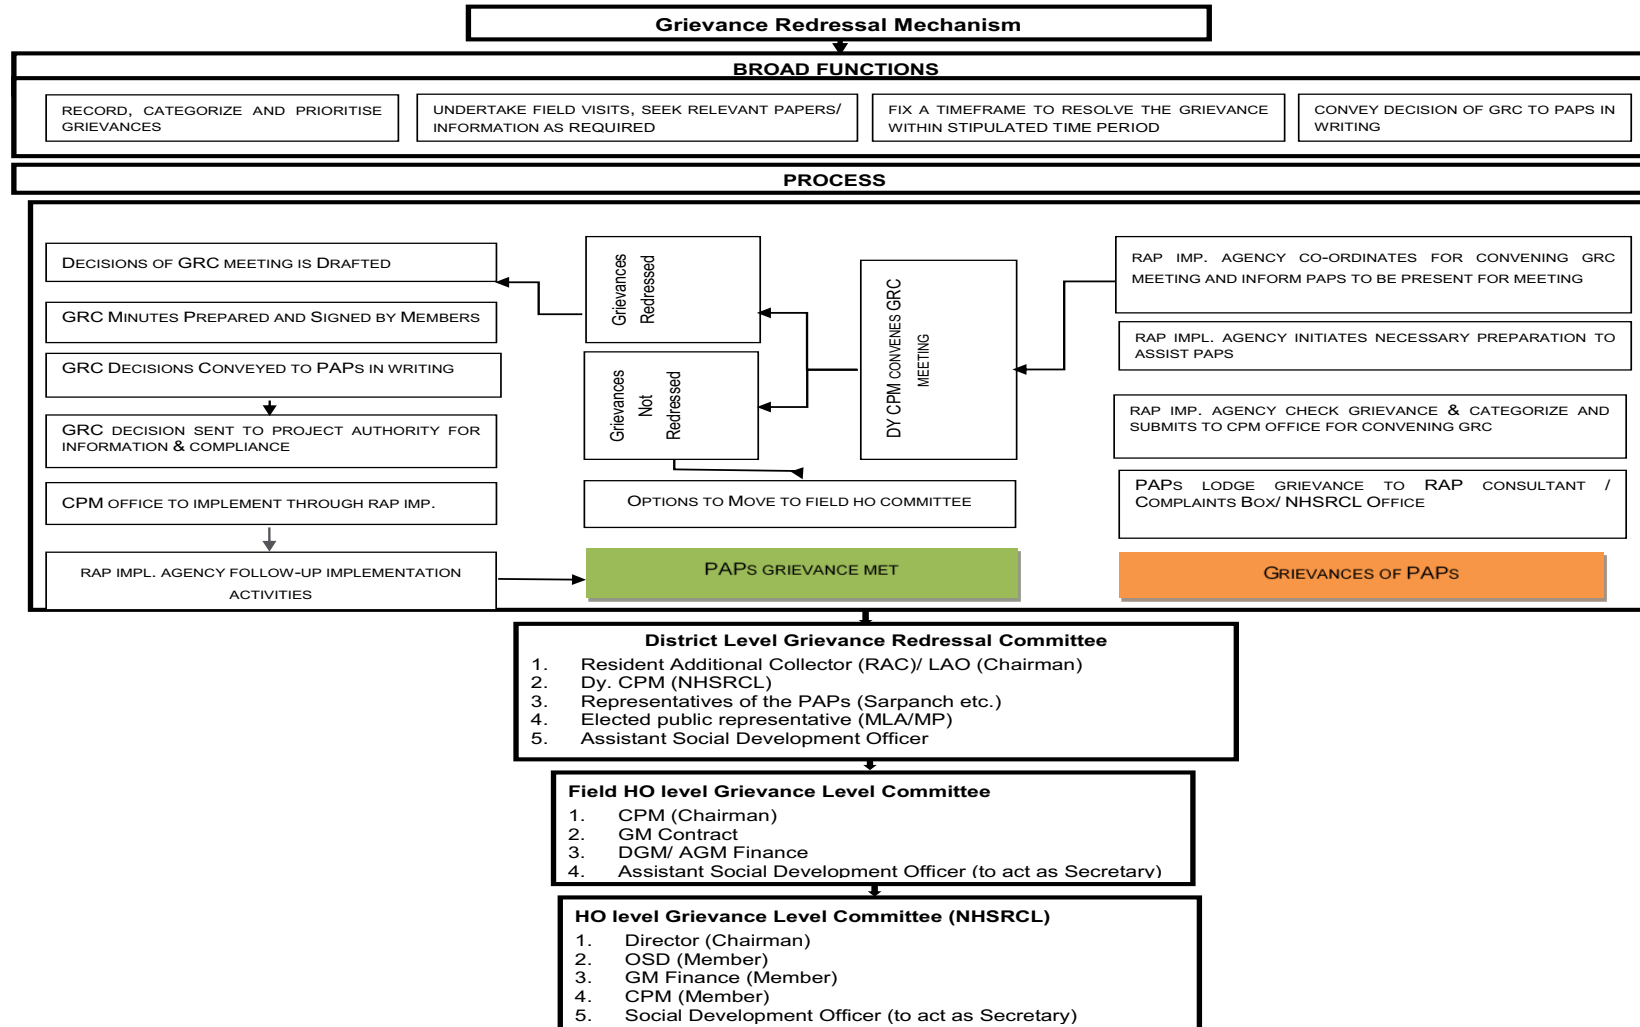 Grievance Redressal Mechanism
BROAD FUNCTIONS
RECORD, CATEGORIZE AND PRIORITISE
GRIEVANCES
UNDERTAKE FIELD VISITS, SEEK RELEVANT PAPERS/
INFORMATION AS REQUIRED
FIX A TIMEFRAME TO RESOLVE THE GRIEVANCE
WITHIN STIPULATED TIME PERIOD
CONVEY DECISION OF GRC TO PAPS IN
WRITING
PROCESS
DECISIONS OF GRC MEETING IS DRAFTED
GRC MINUTES PREPARED AND SIGNED BY MEMBERS
GRC DECISIONS CONVEYED TO PAPS IN WRITING
GRC DECISION SENT TO PROJECT AUTHORITY FOR
INFORMATION & COMPLIANCE
CPM OFFICE TO IMPLEMENT THROUGH RAP IMP.
RAP IMPL. AGENCY FOLLOW-UP IMPLEMENTATION
ACTIVITIES
Grievances
Redressed
Grievances
Not
Redressed
OPTIONS TO MOVE TO FIELD HO COMMITTEE
PAPS GRIEVANCE MET
DY CPM CONVENES GRC
MEETING
RAP IMP. AGENCY CO-ORDINATES FOR CONVENING GRC
MEETING AND INFORM PAPS TO BE PRESENT FOR MEETING
RAP IMPL. AGENCY INITIATES NECESSARY PREPARATION TO
ASSIST PAPS
RAP IMP. AGENCY CHECK GRIEVANCE & CATEGORIZE AND
SUBMITS TO CPM OFFICE FOR CONVENING GRC
PAPS LODGE GRIEVANCE TO RAP CONSULTANT /
COMPLAINTS BOX/ NHSRCL OFFICE
GRIEVANCES OF PAPS
District Level Grievance Redressal Committee
1. Resident Additional Collector (RAC)/ LAO (Chairman)
2. Dy. CPM (NHSRCL)
3. Representatives of the PAPs (Sarpanch etc.)
4. Elected public representative (MLA/MP)
5. Assistant Social Development Officer
Field HO level Grievance Level Committee
1. CPM (Chairman)
2. GM Contract
3. DGM/ AGM Finance
4. Assistant Social Development Officer (to act as Secretary)
HO level Grievance Level Committee (NHSRCL)
1. Director (Chairman)
2. OSD (Member)
3. GM Finance (Member)
4. CPM (Member)
5. Social Development Officer (to act as Secretary)